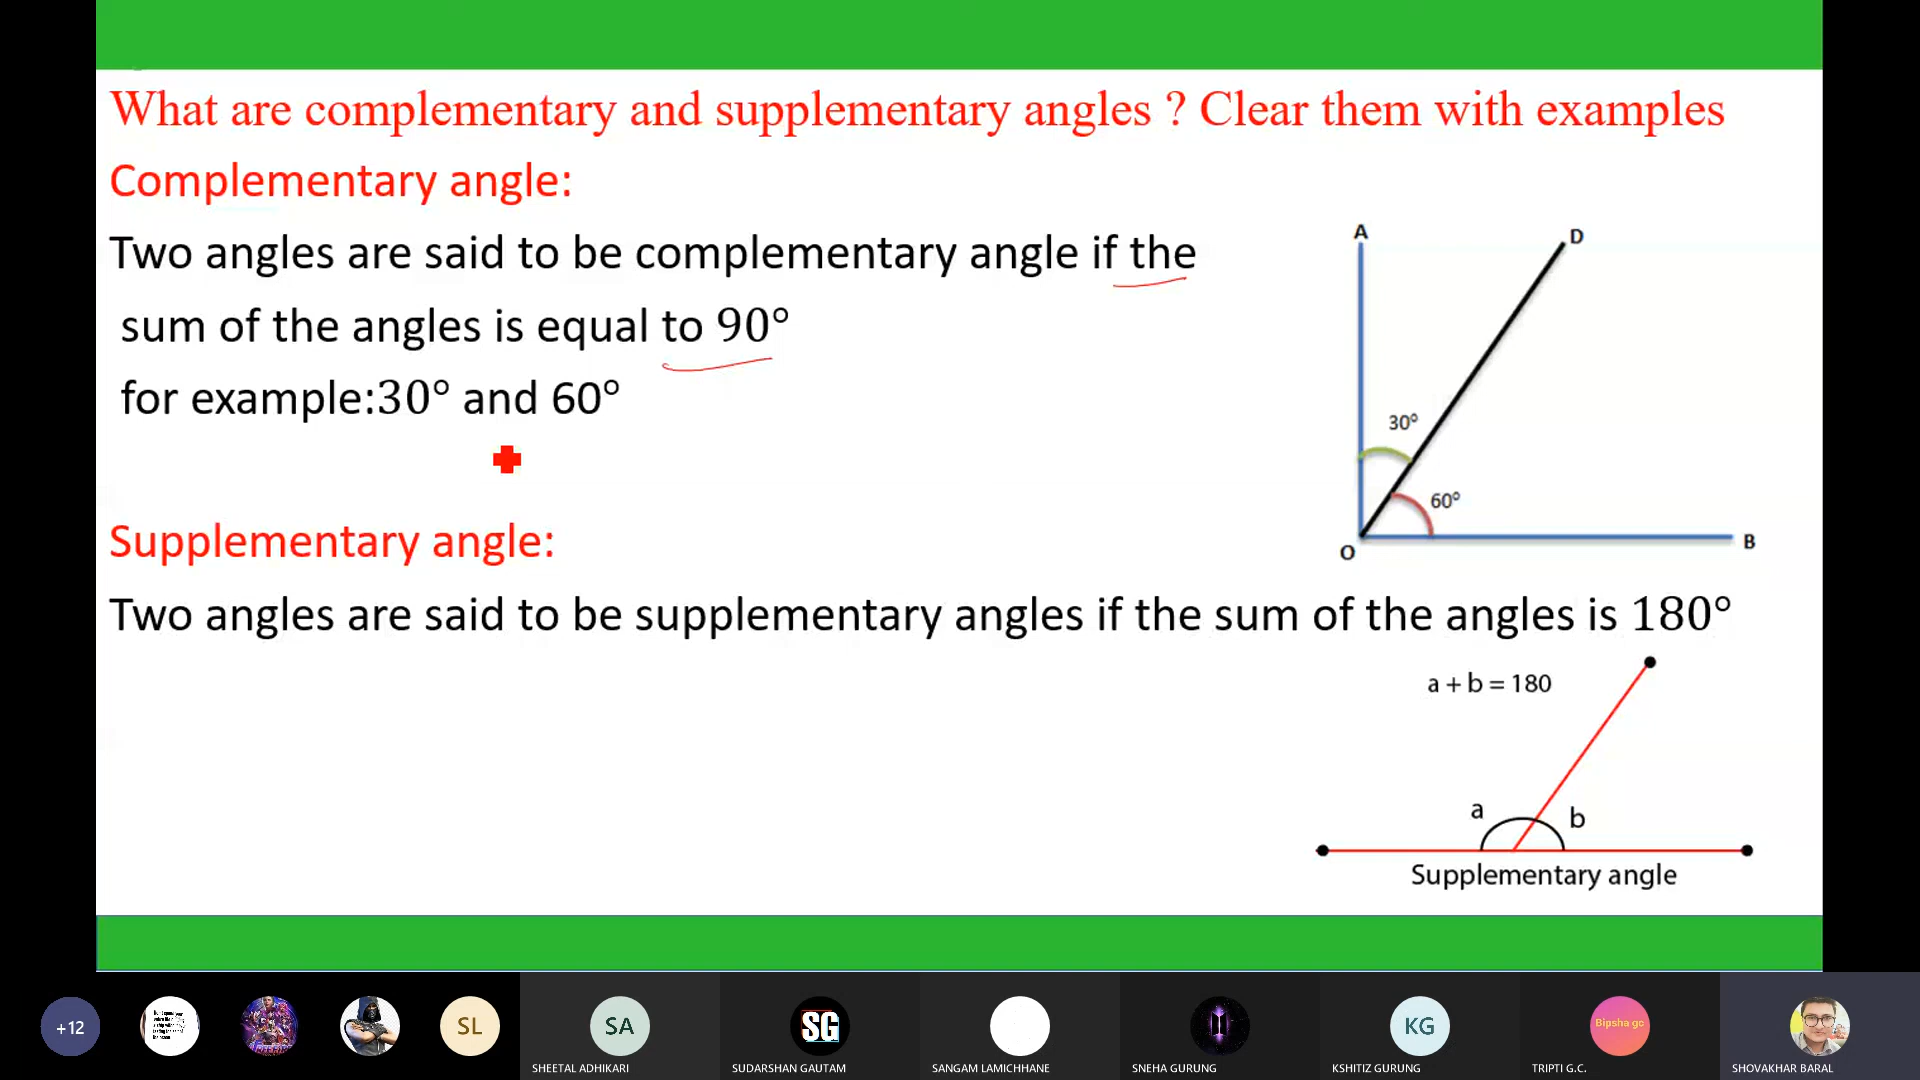 What are complementary and supplementary angles ? Clear them with examples
Complementary angle:
Two angles are said to be complementary angle if the
sum of the angles is equal to 90°
for example:30° and 60°
A
D
30°
60°
O
B
Supplementary angle:
Two angles are said to be supplementary angles if the sum of the angles is 180°
a + b = 180
a
b
Supplementary angle
+12
SL
SA
SG
KG
Bipsha gc
SHEETAL ADHIKARI
SUDARSHAN GAUTAM
SANGAM LAMICHHANE
SNEHA GURUNG
KSHITIZ GURUNG
TRIPTI G.C.
SHOVAKHAR BARAL